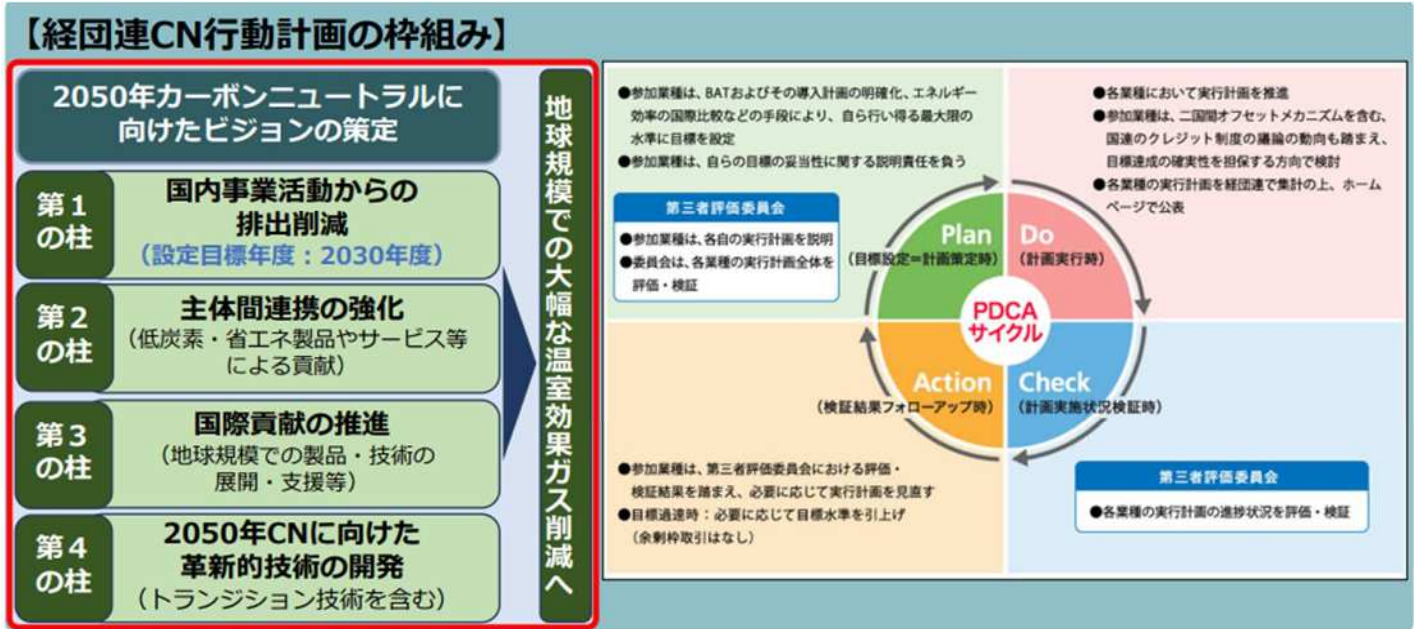 【経団連CN行動計画の枠組み】
2050年カーボンニュートラルに
向けたビジョンの策定
第1
の柱
国内事業活動からの
排出削減
（設定目標年度：2030年度）
第2
の柱
主体間連携の強化
（低炭素・省エネ製品やサービス等
による貢献）
第3
の柱
国際貢献の推進
（地球規模での製品・技術の
展開・支援等）
第4
の柱
2050年CNに向けた
革新的技術の開発
（トランジション技術を含む）
地球規模での大幅な温室効果ガス削減へ
●参加業種は、BATおよびその導入計画の明確化、エネルギー
効率の国際比較などの手段により、自ら行い得る最大限の
水準に目標を設定
●参加業種は、自らの目標の妥当性に関する説明責任を負う
第三者評価委員会
●参加業種は、各自の実行計画を説明
●委員会は、各業種の実行計画全体を
評価・検証
Plan
（目標設定＝計画策定時）
●各業種において実行計画を推進
●参加業種は、二国間オフセットメカニズムを含む、
国連のクレジット制度の議論の動向も踏まえ、
目標達成の確実性を担保する方向で検討
●各業種の実行計画を経団連で集計の上、ホーム
ページで公表
Do
（計画実行時）
PDCA
サイクル
Action
（検証結果フォローアップ時）
●参加業種は、第三者評価委員会における評価・
検証結果を踏まえ、必要に応じて実行計画を見直す
●目標過達時：必要に応じて目標水準を引上げ
（余剰枠取引はなし）
Check
（計画実施状況検証時）
第三者評価委員会
●各業種の実行計画の進捗状況を評価・検証